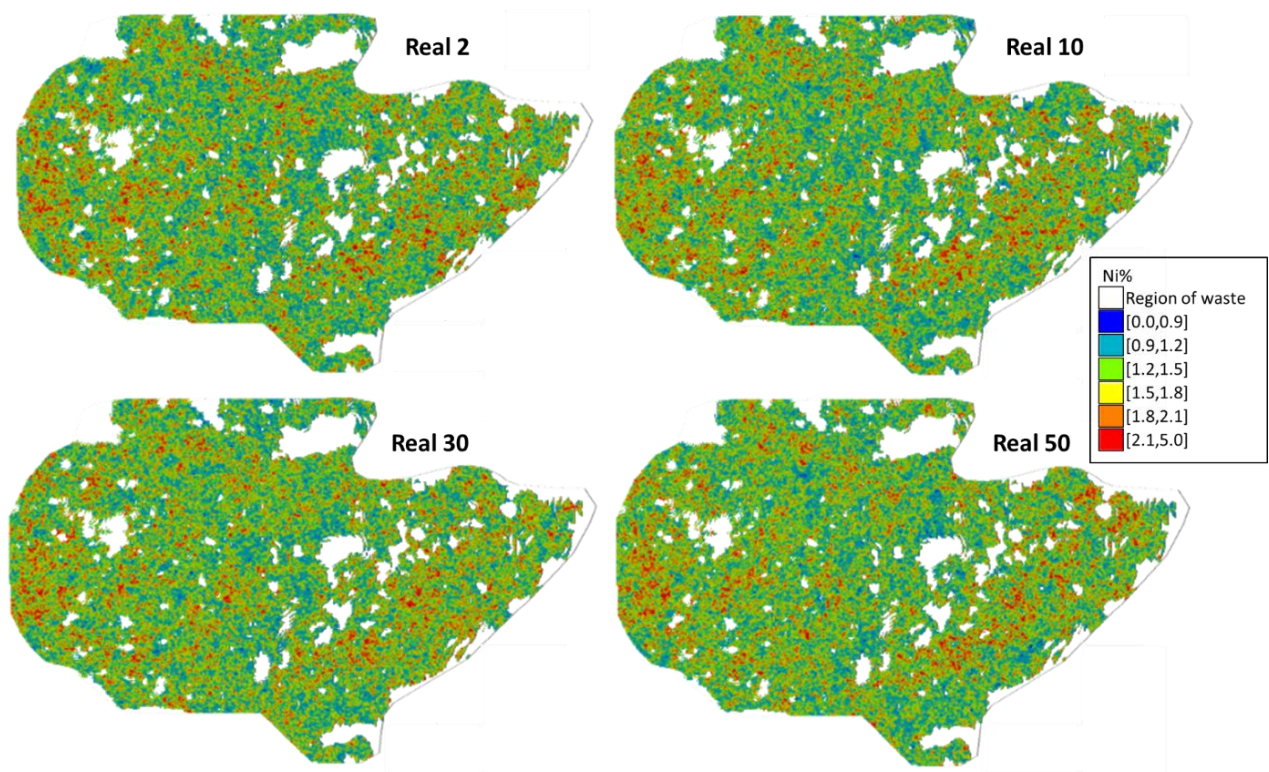 Real 2
Real 10
Ni%
Region of waste
[0.0,0.9]
[0.9,1.2]
[1.2,1.5]
[1.5,1.8]
[1.8,2.1]
[2.1,5.0]
Real 30
Real 50